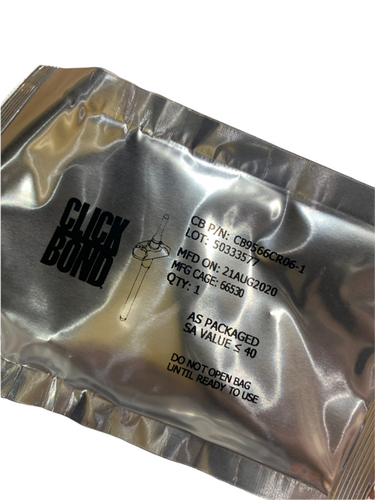 CLICK
BOND
CB P/N: CB9566CR06-1
LOT: 5033357
MFD ON: 21AUG2020
MFG CAGE: 66530
QTY: 1
AS PACKAGED
SA VALUE ≤ 40
DO NOT OPEN BAG
UNTIL READY TO USE